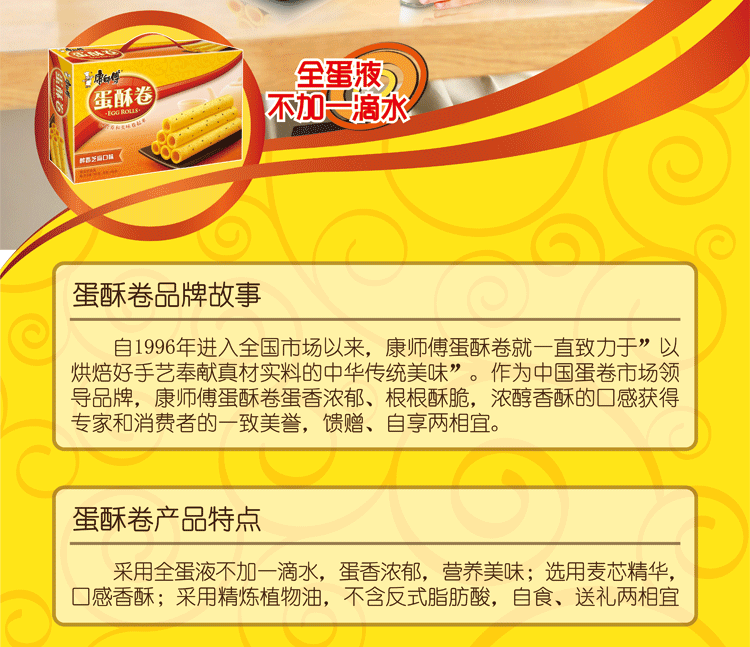 全蛋液
不加一滴水
康师傅
蛋酥卷
蛋酥卷
EGG ROLLS
醇香芝麻口味
蛋酥卷品牌故事
自1996年进入全国市场以来，康师傅蛋酥卷就一直致力于”以
烘焙好手艺奉献真材实料的中华传统美味”。作为中国蛋卷市场领
导品牌，康师傅蛋酥卷蛋香浓郁、根根酥脆，浓醇香酥的口感获得
专家和消费者的一致美誉，馈赠、自享两相宜。
蛋酥卷产品特点
采用全蛋液不加一滴水，蛋香浓郁，营养美味；选用麦芯精华，
口感香酥；采用精炼植物油，不含反式脂肪酸，自食、送礼两相宜